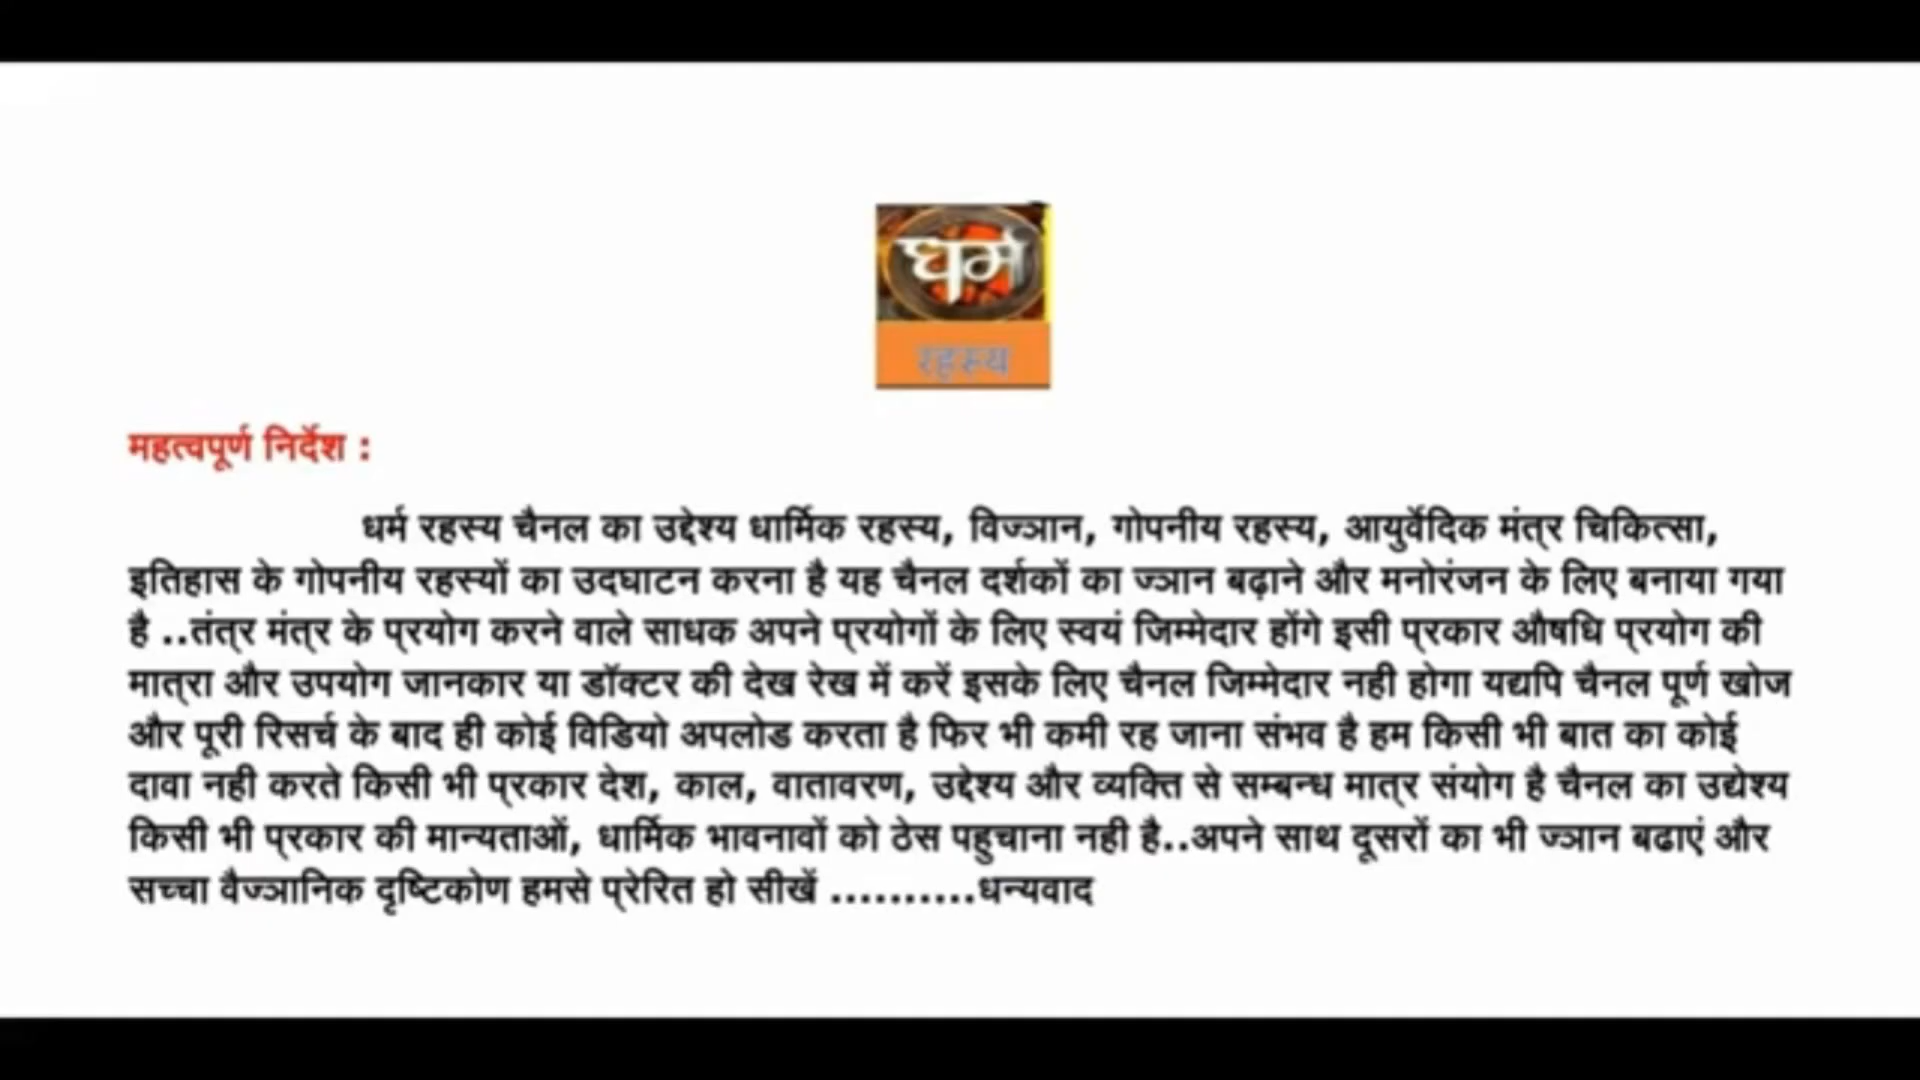 धर्म
रहस्य
महत्वपूर्ण निर्देश :
धर्म रहस्य चैनल का उद्देश्य धार्मिक रहस्य, विज्ञान, गोपनीय रहस्य, आयुर्वेदिक मंत्र चिकित्सा,
इतिहास के गोपनीय रहस्यों का उदघाटन करना है यह चैनल दर्शकों का ज्ञान बढ़ाने और मनोरंजन के लिए बनाया गया
है ..तंत्र मंत्र के प्रयोग करने वाले साधक अपने प्रयोगों के लिए स्वयं जिम्मेदार होंगे इसी प्रकार औषधि प्रयोग की
मात्रा और उपयोग जानकार या डॉक्टर की देख रेख में करें इसके लिए चैनल जिम्मेदार नही होगा यद्यपि चैनल पूर्ण खोज
और पूरी रिसर्च के बाद ही कोई विडियो अपलोड करता है फिर भी कमी रह जाना संभव है हम किसी भी बात का कोई
दावा नही करते किसी भी प्रकार देश, काल, वातावरण, उद्देश्य और व्यक्ति से सम्बन्ध मात्र संयोग है चैनल का उद्येश्य
किसी भी प्रकार की मान्यताओं, धार्मिक भावनावों को ठेस पहुचाना नही है..अपने साथ दूसरों का भी ज्ञान बढाएं और
सच्चा वैज्ञानिक दृष्टिकोण हमसे प्रेरित हो सीखें ..........धन्यवाद